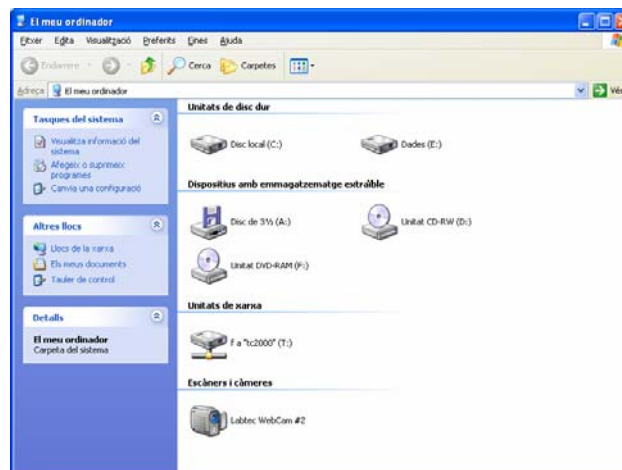 El meu ordinador
Fitxer Edita Visualització Preferits Eines Ajuda
Endarrere Cerca Carpetes
Adreça El meu ordinador Vés
Tasques del sistema
Visualitza informació del
sistema
Afegeix o suprimeix
programes
Canvia una configuració
Altres llocs
Llocs de la xarxa
Els meus documents
Tauler de control
Detalls
El meu ordinador
Carpeta del sistema
Unitats de disc dur
Disc local (C:) Dades (E:)
Dispositius amb emmagatzematge extraïble
Disc de 3½ (A:) Unitat CD-RW (D:)
Unitat DVD-RAM (F:)
Unitats de xarxa
F a "tc2000" (T:)
Escàners i càmeres
Labtec WebCam #2